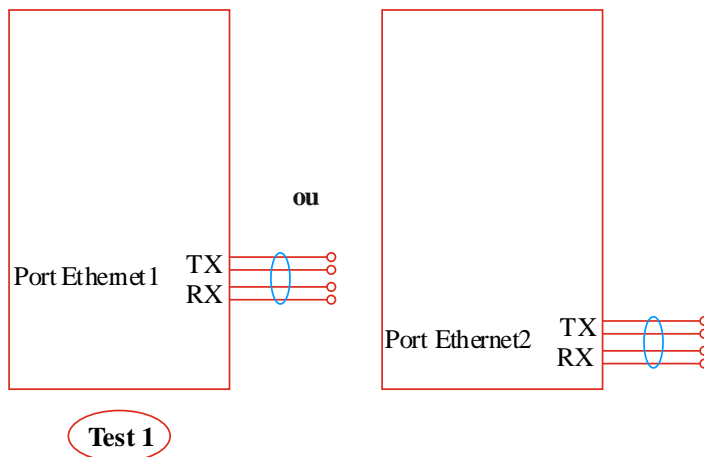 ou
TX
Port Ethernet1
RX
TX
Port Ethernet2
RX
Test 1